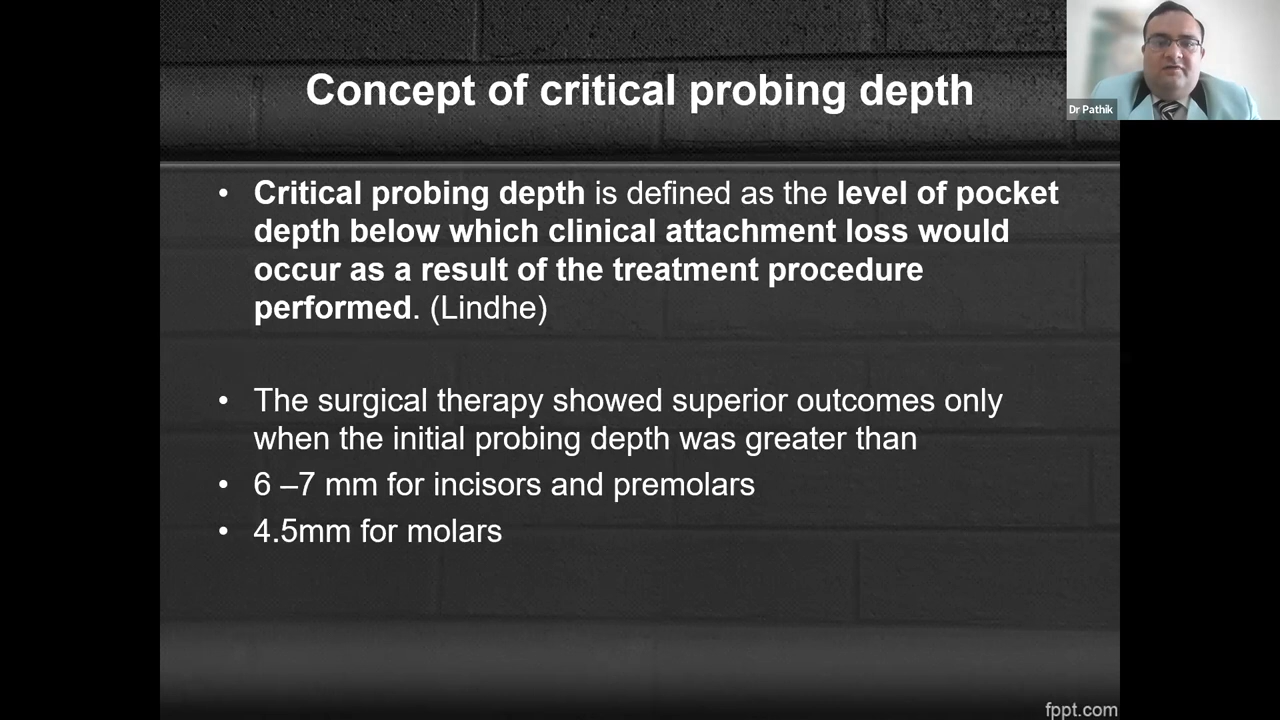 Concept of critical probing depth
Dr Pathik
• Critical probing depth is defined as the level of pocket
depth below which clinical attachment loss would
occur as a result of the treatment procedure
performed. (Lindhe)
• The surgical therapy showed superior outcomes only
when the initial probing depth was greater than
• 6 –7 mm for incisors and premolars
• 4.5mm for molars
fppt.com